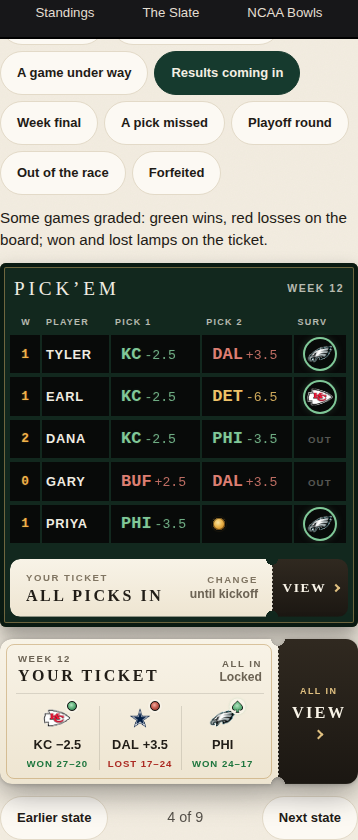 Standings The Slate NCAA Bowls
A game under way Results coming in
Week final A pick missed Playoff round
Out of the race Forfeited
Some games graded: green wins, red losses on the
board; won and lost lamps on the ticket.
PICK’EM WEEK 12
W PLAYER PICK 1 PICK 2 SURV
1 TYLER KC -2.5 DAL +3.5
1 EARL KC -2.5 DET -6.5
2 DANA KC -2.5 PHI -3.5 OUT
0 GARY BUF +2.5 DAL +3.5 OUT
1 PRIYA PHI -3.5
YOUR TICKET CHANGE
ALL PICKS IN until kickoff VIEW
WEEK 12 ALL IN
YOUR TICKET Locked
ALL IN
VIEW
KC −2.5 DAL +3.5 PHI
WON 27–20 LOST 17–24 WON 24–17
Earlier state 4 of 9 Next state